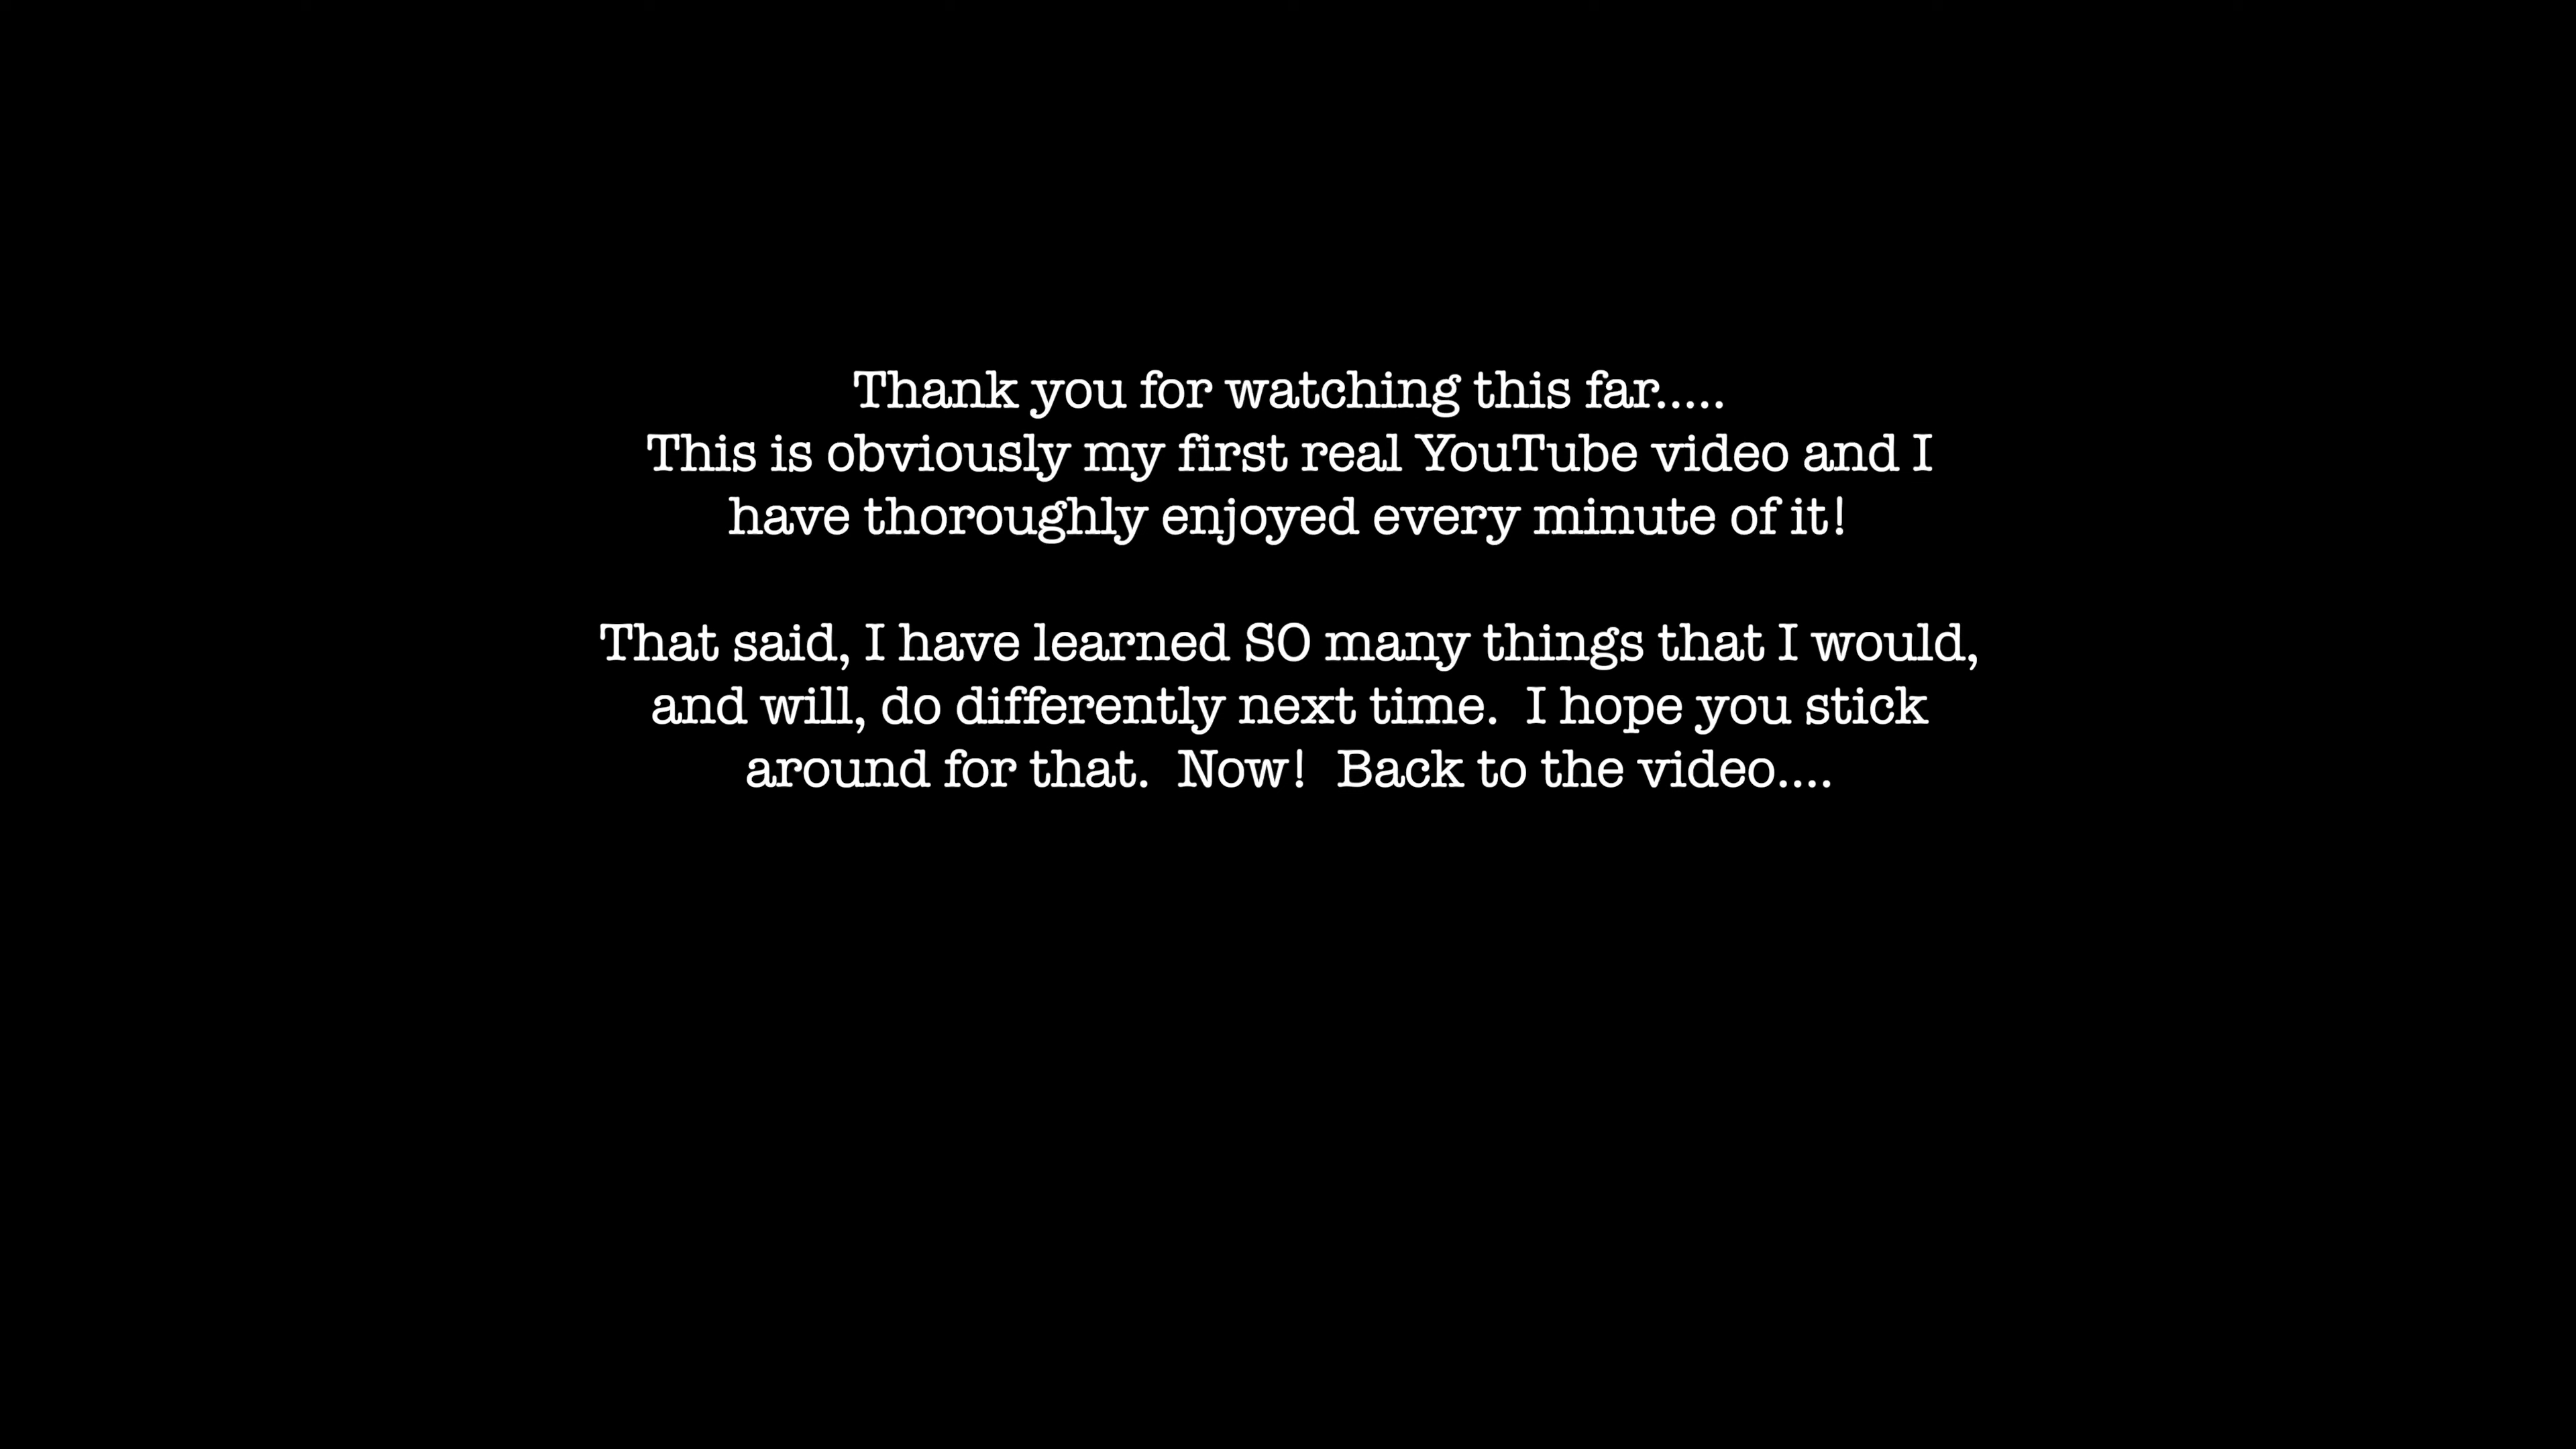 Thank you for watching this far.....
This is obviously my first real YouTube video and I
have thoroughly enjoyed every minute of it!
That said, I have learned SO many things that I would,
and will, do differently next time.  I hope you stick
around for that.  Now!  Back to the video....